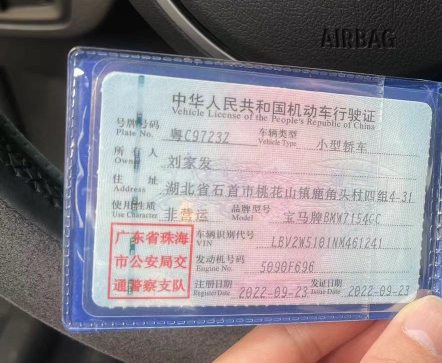 AIRBAG
中华人民共和国机动车行驶证
Vehicle License of the People's Republic of China
号牌号码 Plate No. 粤C97232 车辆类型 Vehicle Type 小型轿车
所有人 Owner 刘家发
住址 Address 湖北省石首市桃花山镇鹿角头村四组4-31
使用性质 Use Character 非营运 品牌型号 Model 宝马牌BMW7154GC
广东省珠海
市公安局交
通警察支队
车辆识别代号 VIN LBV2W5101NM461241
发动机号码 Engine No. 5090F696
注册日期 Register Date 2022-09-23 发证日期 Issue Date 2022-09-23